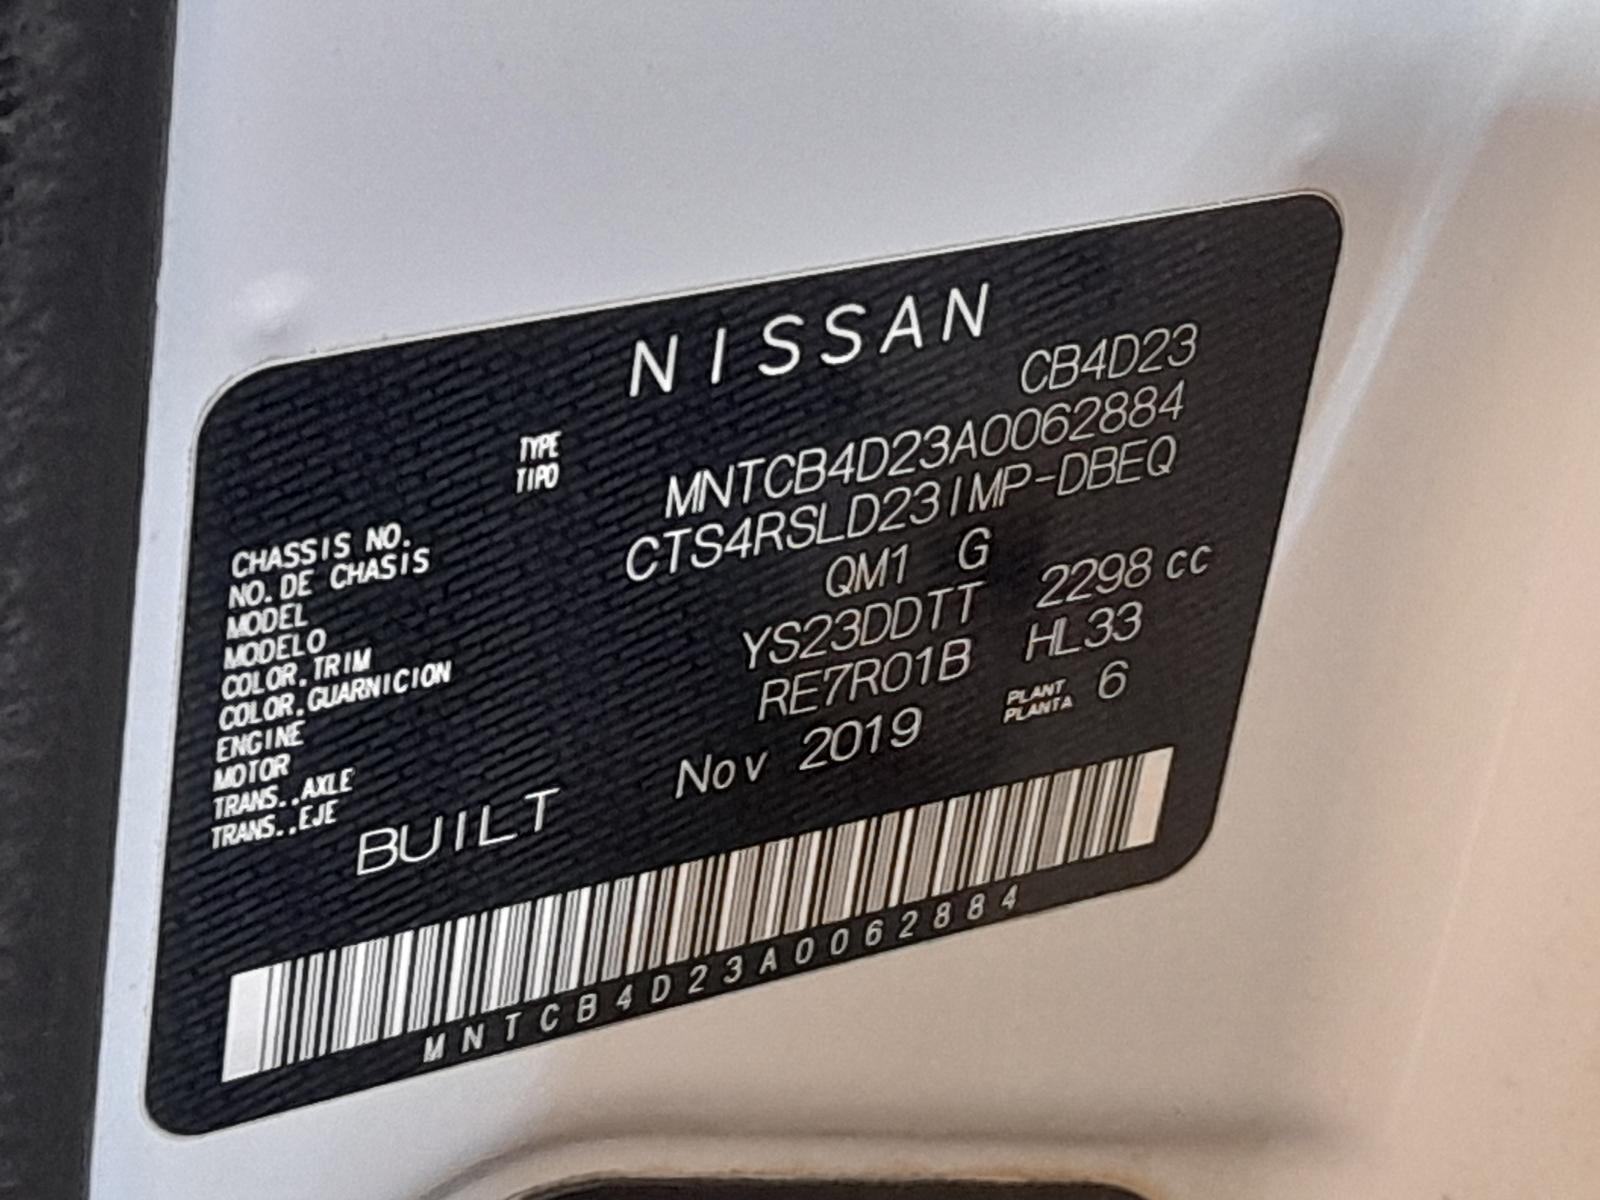 NISSAN
TYPE CB4D23
TIPO
CHASSIS NO. MNTCB4D23A0062884
NO. DE CHASIS
MODEL CTS4RSLD23IMP-DBEQ
MODELO
COLOR.TRIM QM1 G
COLOR.GUARNICION
ENGINE YS23DDTT 2298 cc
MOTOR
TRANS..AXLE RE7R01B HL33
TRANS..EJE
BUILT Nov 2019 PLANT 6
PLANTA
MNTCB4D23A0062884